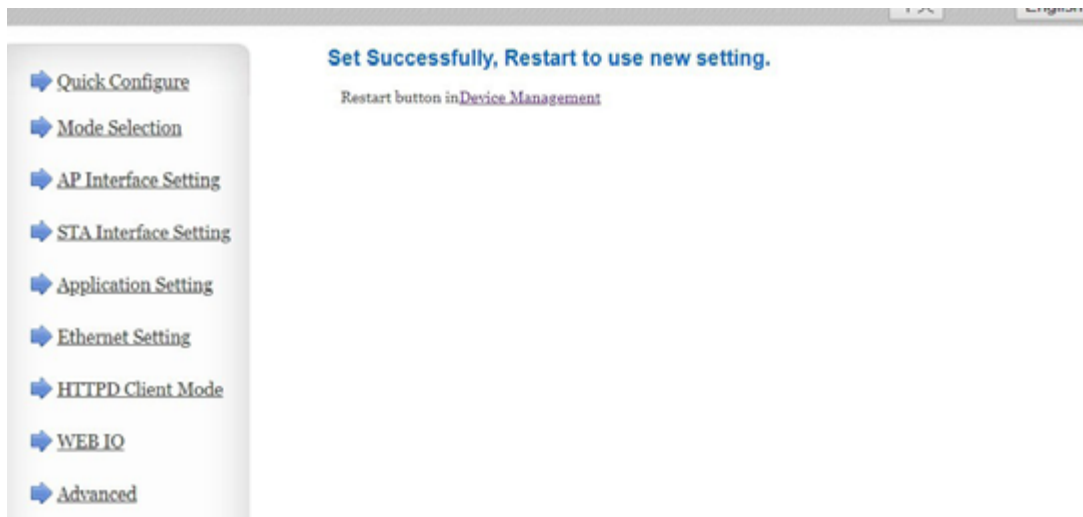 English
Set Successfully, Restart to use new setting.
Restart button inDevice Management
Quick Configure
Mode Selection
AP Interface Setting
STA Interface Setting
Application Setting
Ethernet Setting
HTTPD Client Mode
WEB IO
Advanced